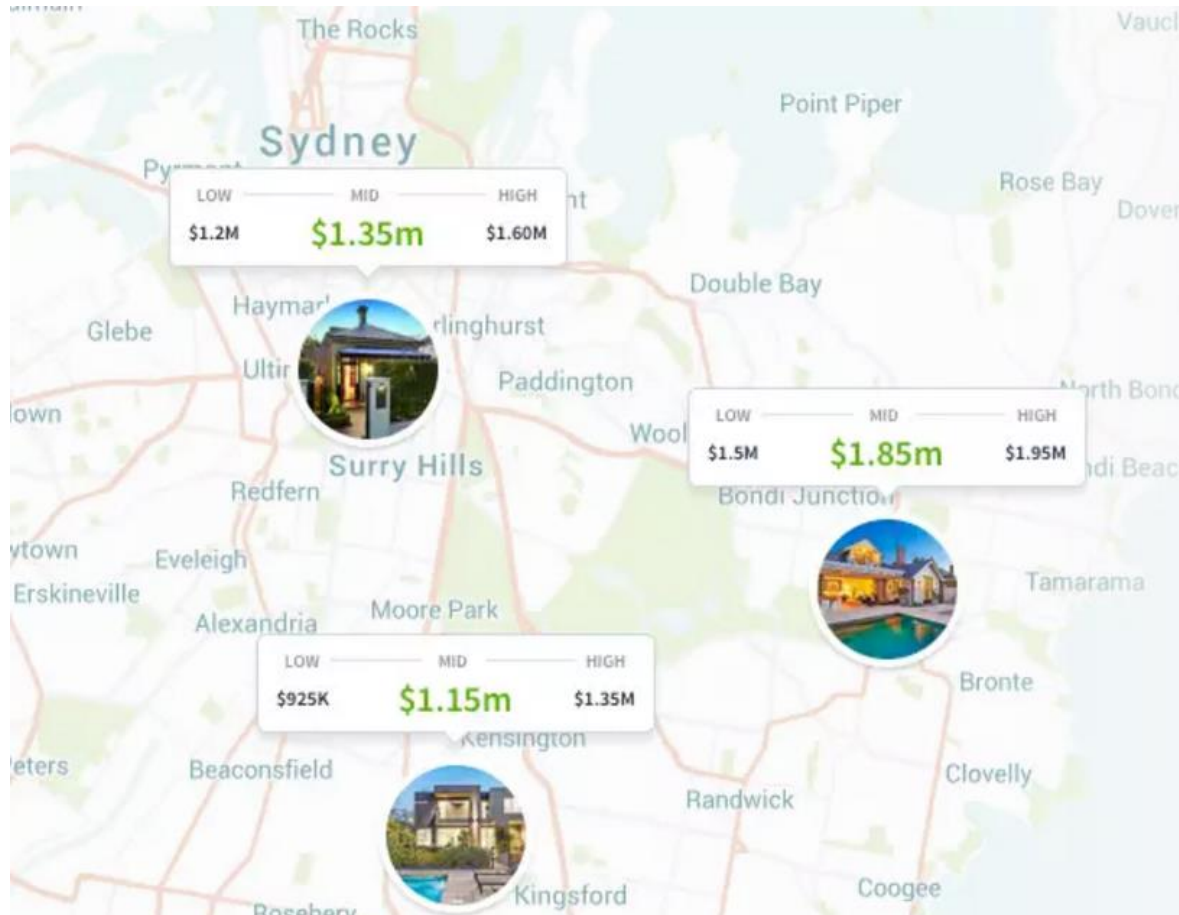 The Rocks
Point Piper
Sydney
Rose Bay
LOW MID HIGH
$1.2M $1.35m $1.60M
Double Bay
Glebe
Paddington
LOW MID HIGH
$1.5M $1.85m $1.95M
Surry Hills
Redfern
Bondi Junction
Eveleigh
Tamarama
Erskineville
Moore Park
Alexandria
LOW MID HIGH
$925K $1.15m $1.35M
Bronte
Kensington
Beaconsfield
Clovelly
Randwick
Coogee
Kingsford
Rosebery